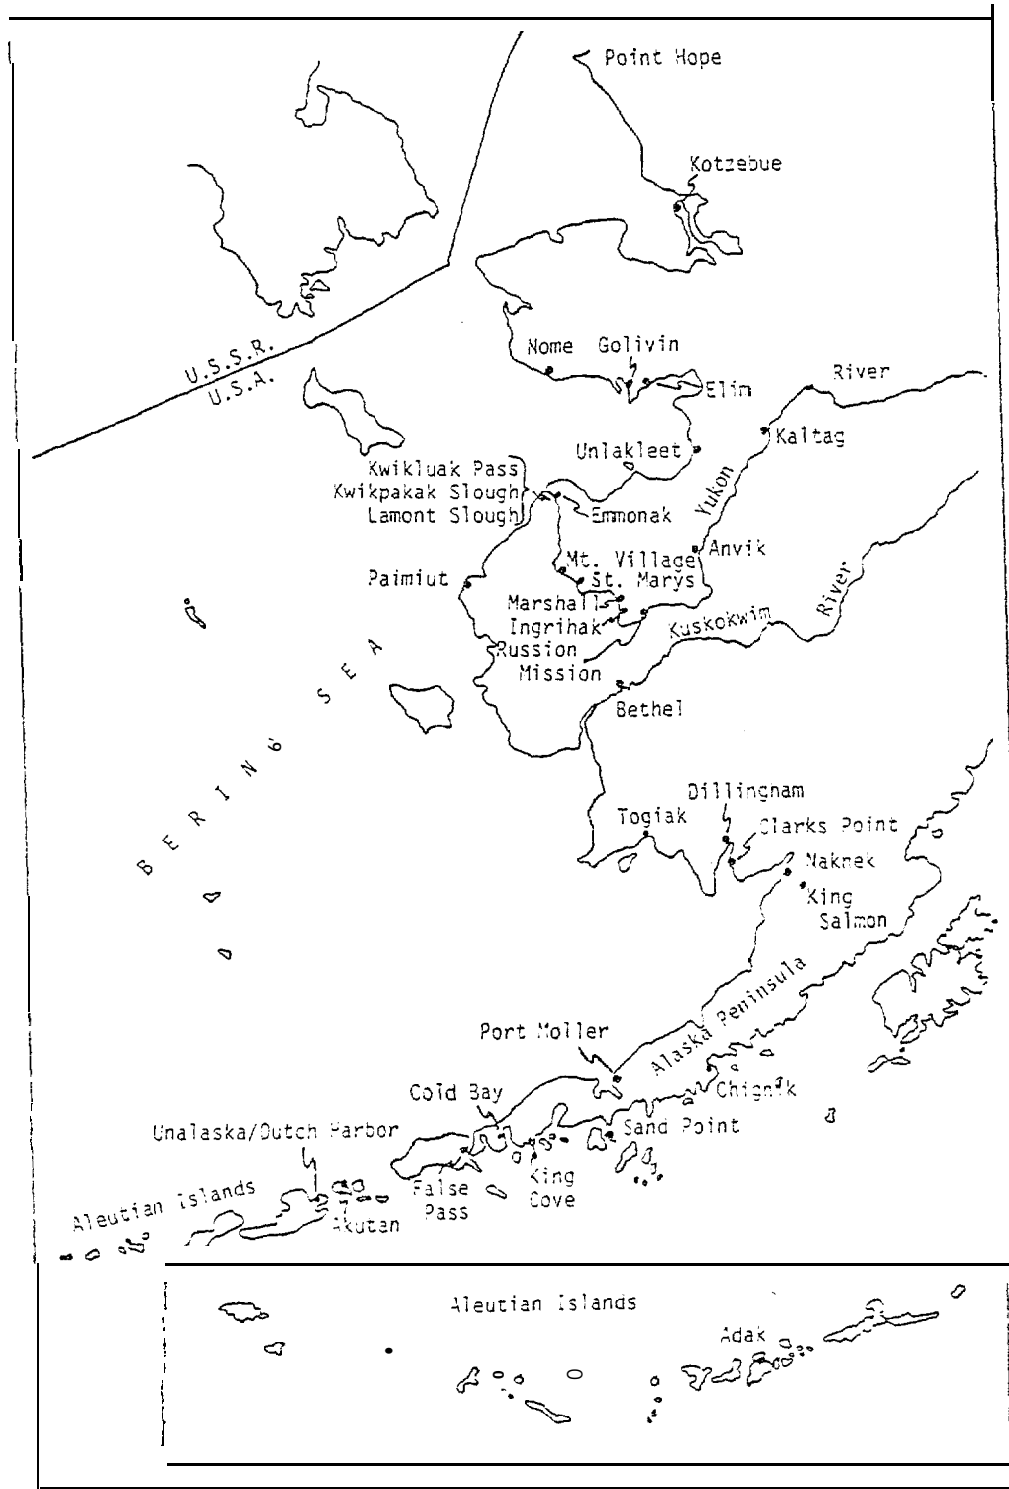 Point Hope
Kotzebue
Nome
Golivin
River
Elim
U.S.S.R.
U.S.A.
Kaltag
Unlakleet
Kwikluak Pass
Kwikpakak Slough
Lamont Slough
Yukon
Emmonak
Anvik
Mt. Village
St. Marys
Paimiut
Marshall
Ingrihak
Kuskokwim
River
Russion
Mission
Bethel
BERING SEA
Dillingham
Togiak
Clarks Point
Naknek
King
Salmon
Alaska Peninsula
Port Moller
Chignik
Cold Bay
Unalaska/Dutch Harbor
Sand Point
King
Cove
False
Pass
Aleutian Islands
Akutan
Aleutian Islands
Adak